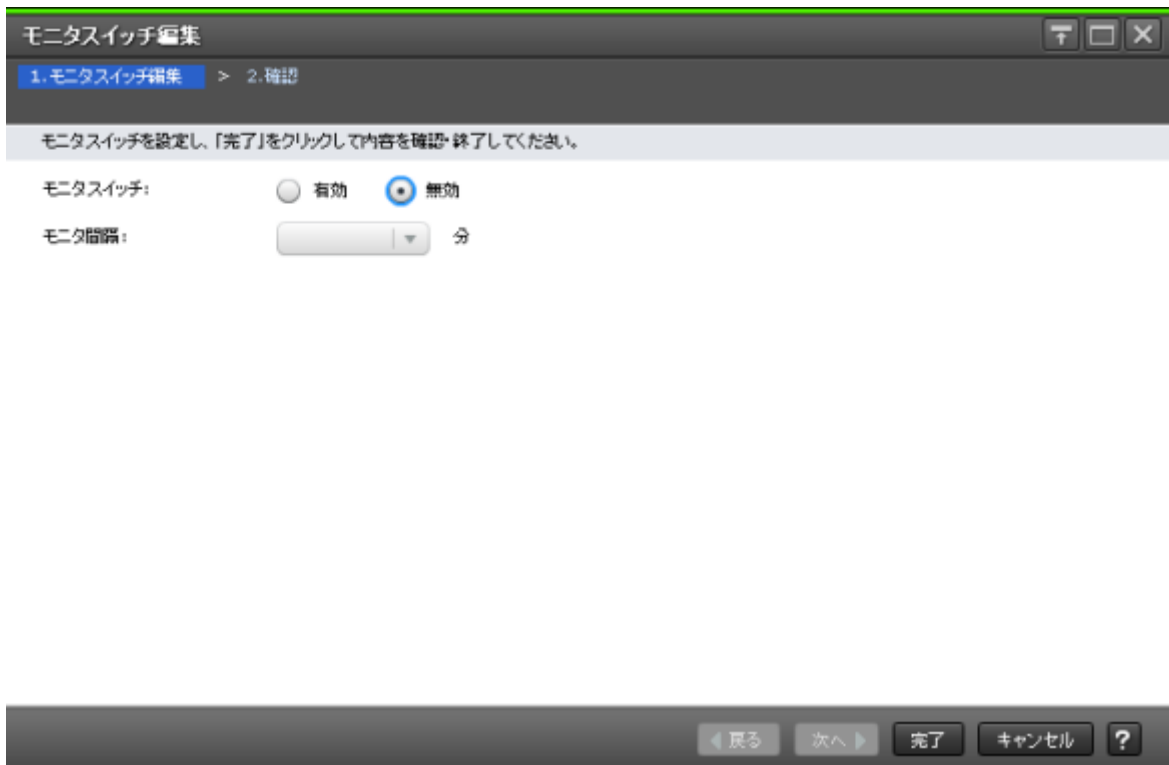 モニタスイッチ編集
1.モニタスイッチ編集 > 2.確認
モニタスイッチを設定し、「完了」をクリックして内容を確認・終了してください。
モニタスイッチ: 有効 無効
モニタ間隔: 分
戻る 次へ 完了 キャンセル ?